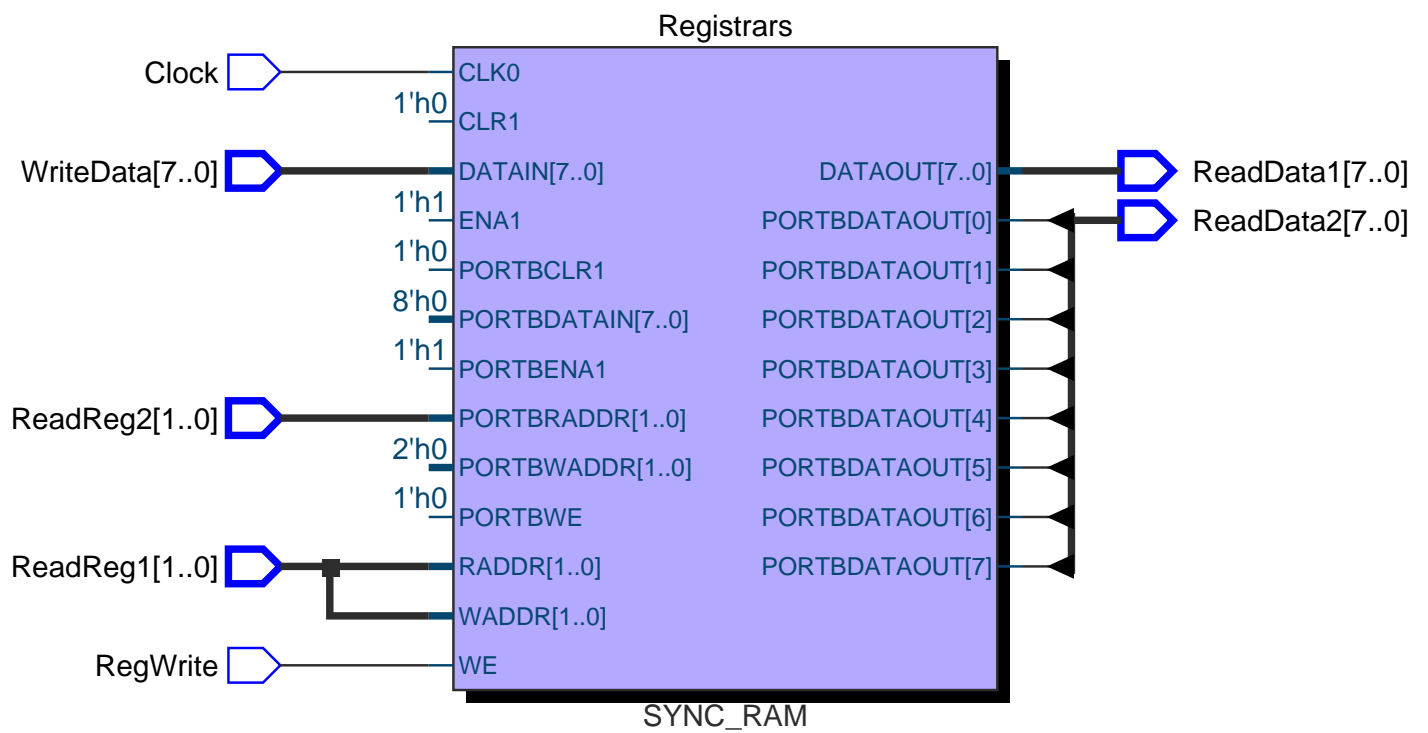 Registrars
Clock
CLK0
1'h0
CLR1
WriteData[7..0]
DATAIN[7..0]
DATAOUT[7..0]
ReadData1[7..0]
1'h1
ENA1
PORTBDATAOUT[0]
ReadData2[7..0]
1'h0
PORTBCLR1
PORTBDATAOUT[1]
8'h0
PORTBDATAIN[7..0]
PORTBDATAOUT[2]
1'h1
PORTBENA1
PORTBDATAOUT[3]
ReadReg2[1..0]
PORTBRADDR[1..0]
PORTBDATAOUT[4]
2'h0
PORTBWADDR[1..0]
PORTBDATAOUT[5]
1'h0
PORTBWE
PORTBDATAOUT[6]
ReadReg1[1..0]
RADDR[1..0]
PORTBDATAOUT[7]
WADDR[1..0]
RegWrite
WE
SYNC_RAM